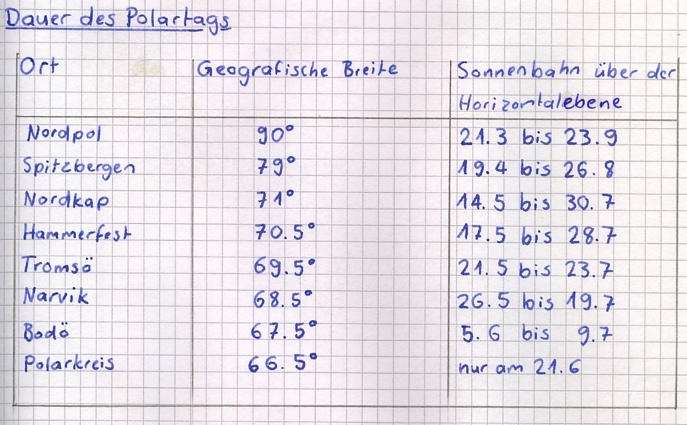 Dauer des Polartags
Ort Geografische Breite Sonnenbahn über der
Horizontalebene
Nordpol 90° 21.3 bis 23.9
Spitzbergen 79° 19.4 bis 26.8
Nordkap 71° 14.5 bis 30.7
Hammerfest 70.5° 17.5 bis 28.7
Tromsö 69.5° 21.5 bis 23.7
Narvik 68.5° 26.5 bis 19.7
Bodö 67.5° 5.6 bis 9.7
Polarkreis 66.5° nur am 21.6